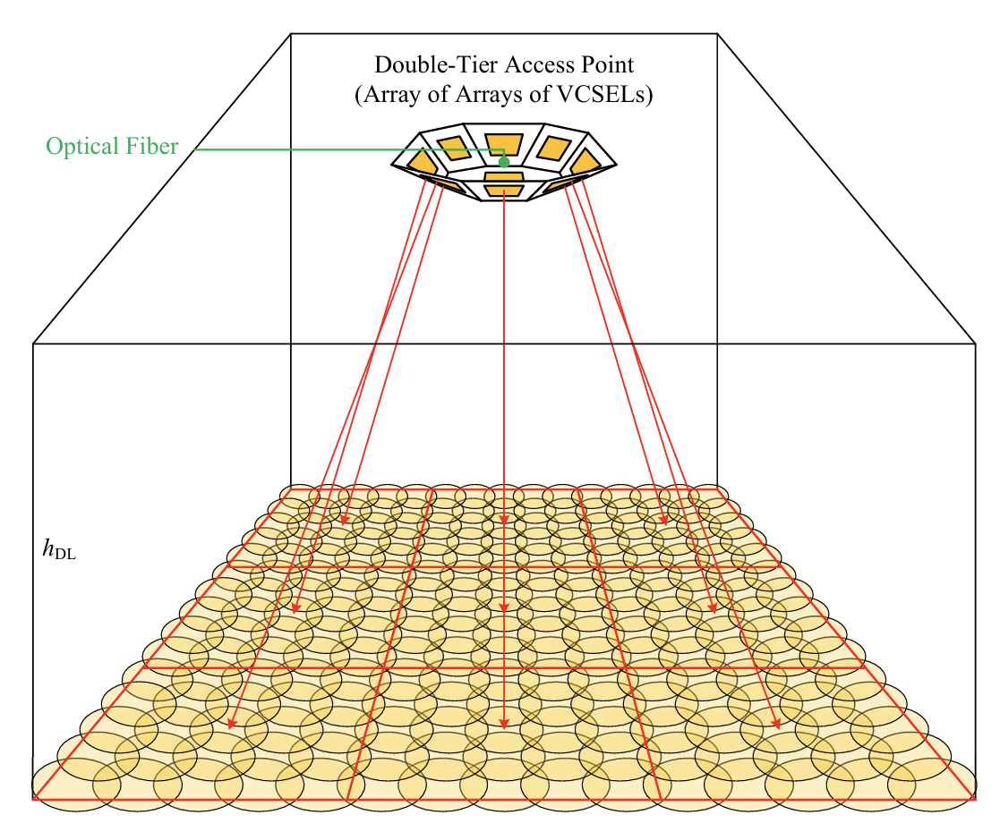 Double-Tier Access Point
(Array of Arrays of VCSELs)
Optical Fiber
hDL